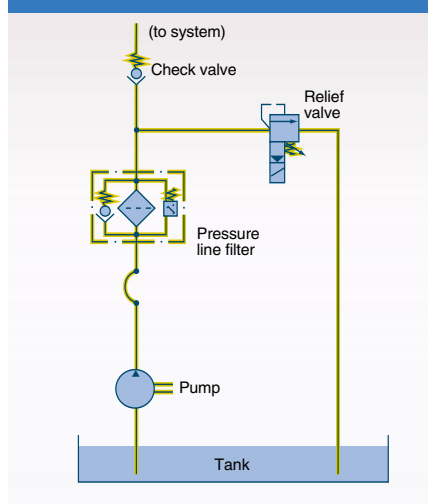 (to system)
Check valve
Relief
valve
Pressure
line filter
Pump
Tank